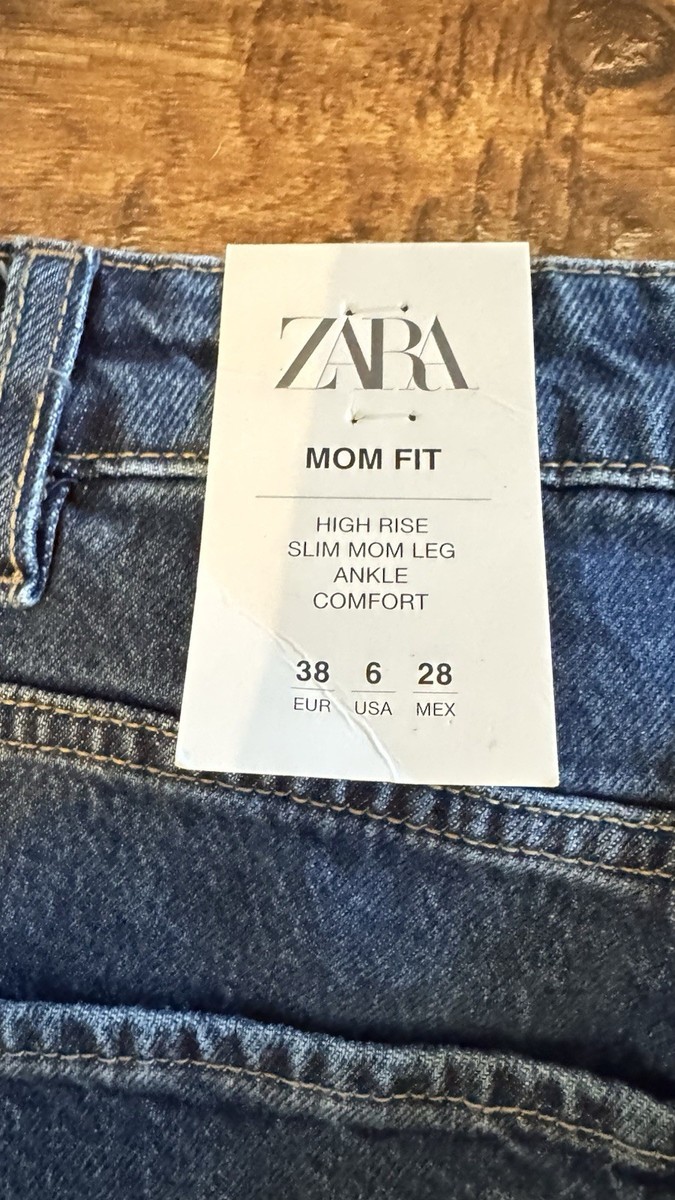 ZARA
MOM FIT
HIGH RISE
SLIM MOM LEG
ANKLE
COMFORT
38 6 28
EUR USA MEX